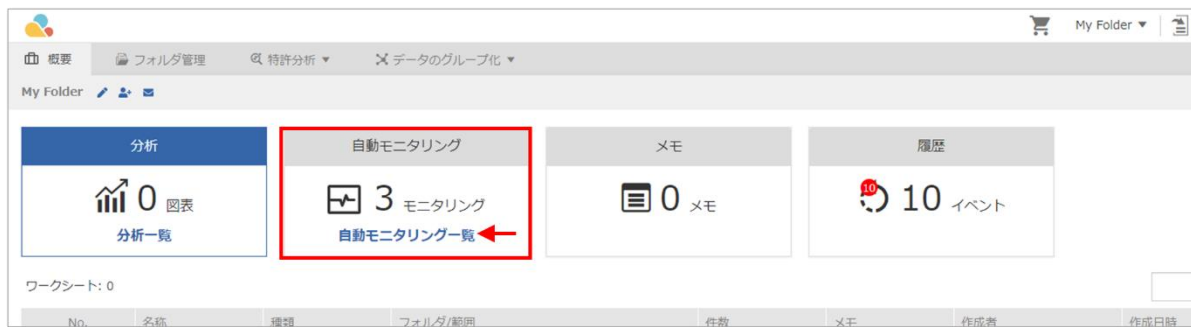 My Folder ▼
概要 フォルダ管理 特許分析 ▼ データのグループ化 ▼
My Folder
分析 自動モニタリング メモ 履歴
0 図表 3 モニタリング 0 メモ 10 10 イベント
分析一覧 自動モニタリング一覧
ワークシート: 0
No. 名称 種類 フォルダ/範囲 件数 メモ 作成者 作成日時